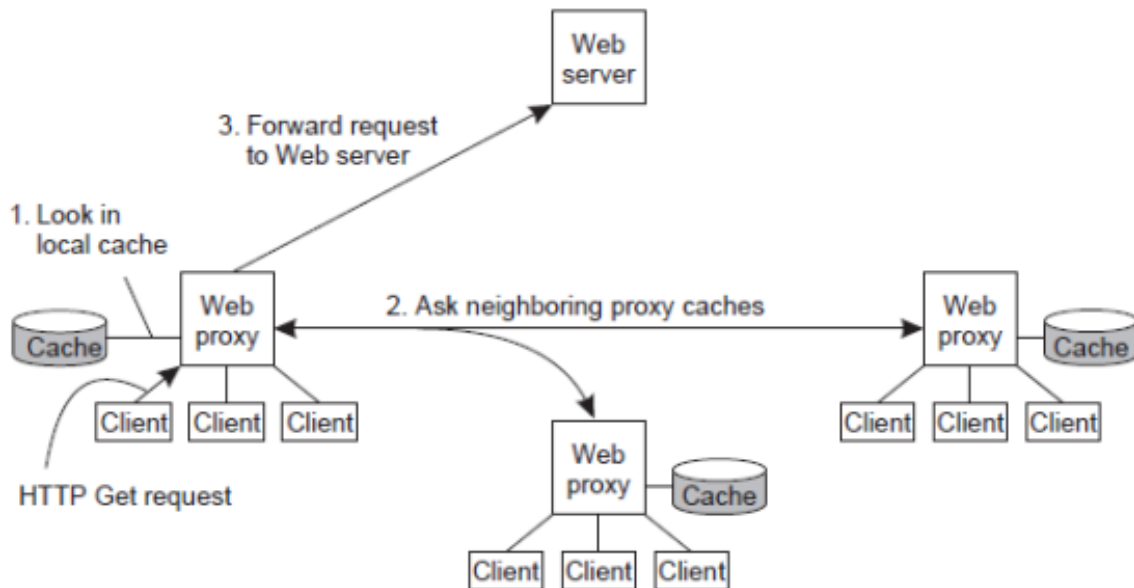 Web
server
3. Forward request
to Web server
1. Look in
local cache
Web
proxy
Cache
2. Ask neighboring proxy caches
Web
proxy
Cache
Client
Client
Client
Client
Client
Client
HTTP Get request
Web
proxy
Cache
Client
Client
Client